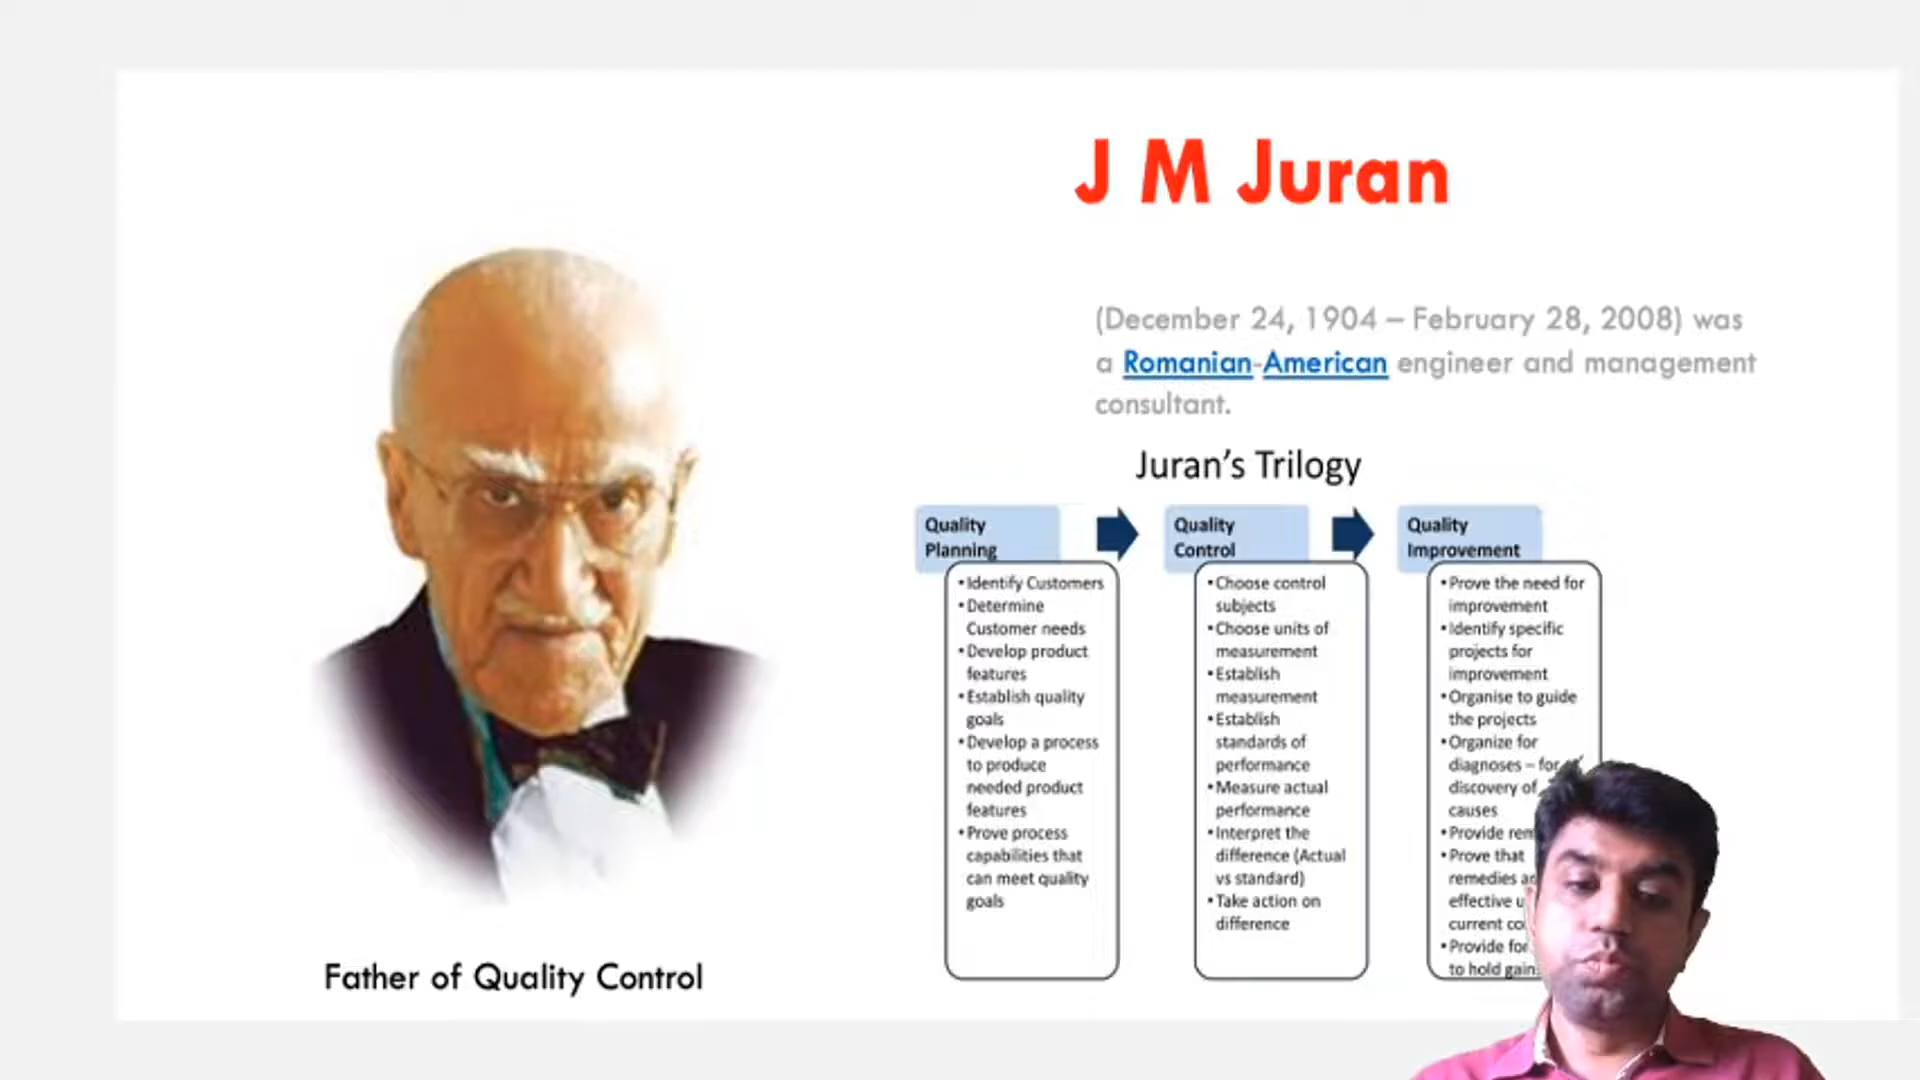 J M Juran
(December 24, 1904 – February 28, 2008) was
a Romanian-American engineer and management
consultant.
Juran's Trilogy
Quality
Planning
•Identify Customers
•Determine
Customer needs
•Develop product
features
•Establish quality
goals
•Develop a process
to produce
needed product
features
•Prove process
capabilities that
can meet quality
goals
Quality
Control
•Choose control
subjects
•Choose units of
measurement
•Establish
measurement
•Establish
standards of
performance
•Measure actual
performance
•Interpret the
difference (Actual
vs standard)
•Take action on
difference
Quality
Improvement
•Prove the need for
improvement
•Identify specific
projects for
improvement
•Organise to guide
the projects
•Organize for
diagnoses – for
discovery of
causes
•Provide
•Prove that
remedies
effective
current
•Provide for
to hold
Father of Quality Control